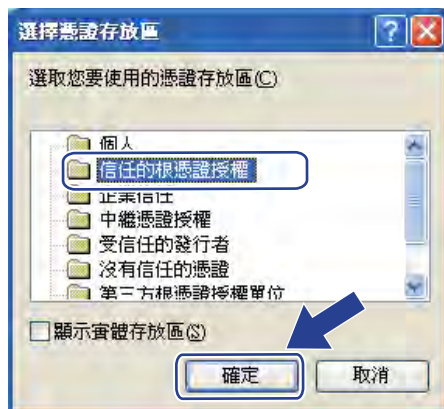 選擇憑證存放區
選取您要使用的憑證存放區(C)
個人
信任的根憑證授權
企業信任
中繼憑證授權
受信任的發行者
沒有信任的憑證
第三方根憑證授權單位
顯示實體存放區(S)
確定
取消